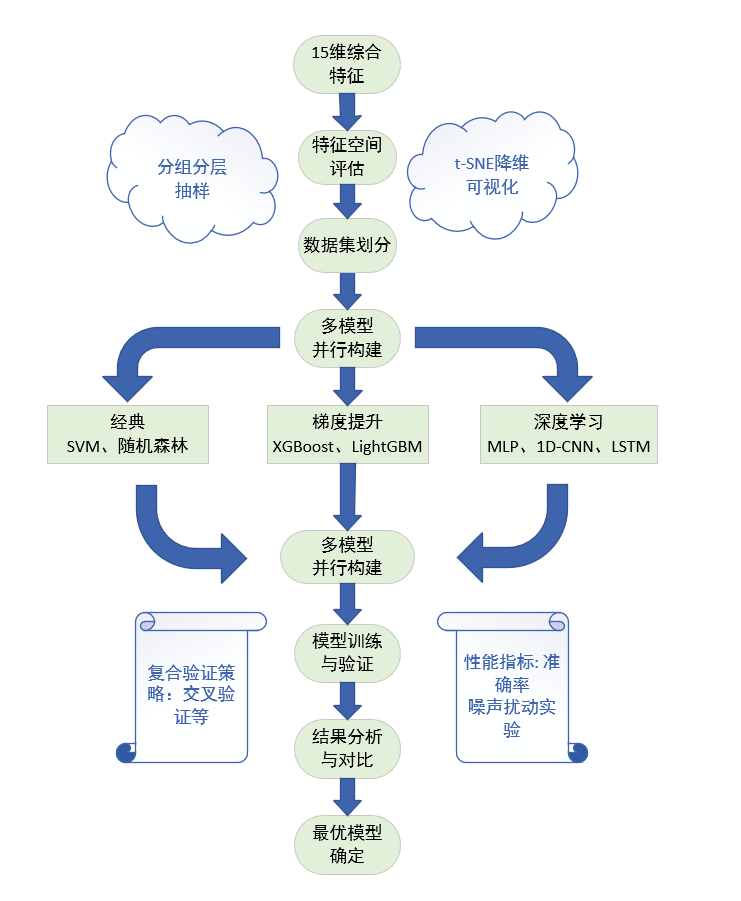 15维综合
特征
特征空间
评估
分组分层
抽样
t-SNE降维
可视化
数据集划分
多模型
并行构建
经典
SVM、随机森林
梯度提升
XGBoost、LightGBM
深度学习
MLP、1D-CNN、LSTM
多模型
并行构建
模型训练
与验证
复合验证策
略：交叉验
证等
性能指标: 准
确率
噪声扰动实
验
结果分析
与对比
最优模型
确定